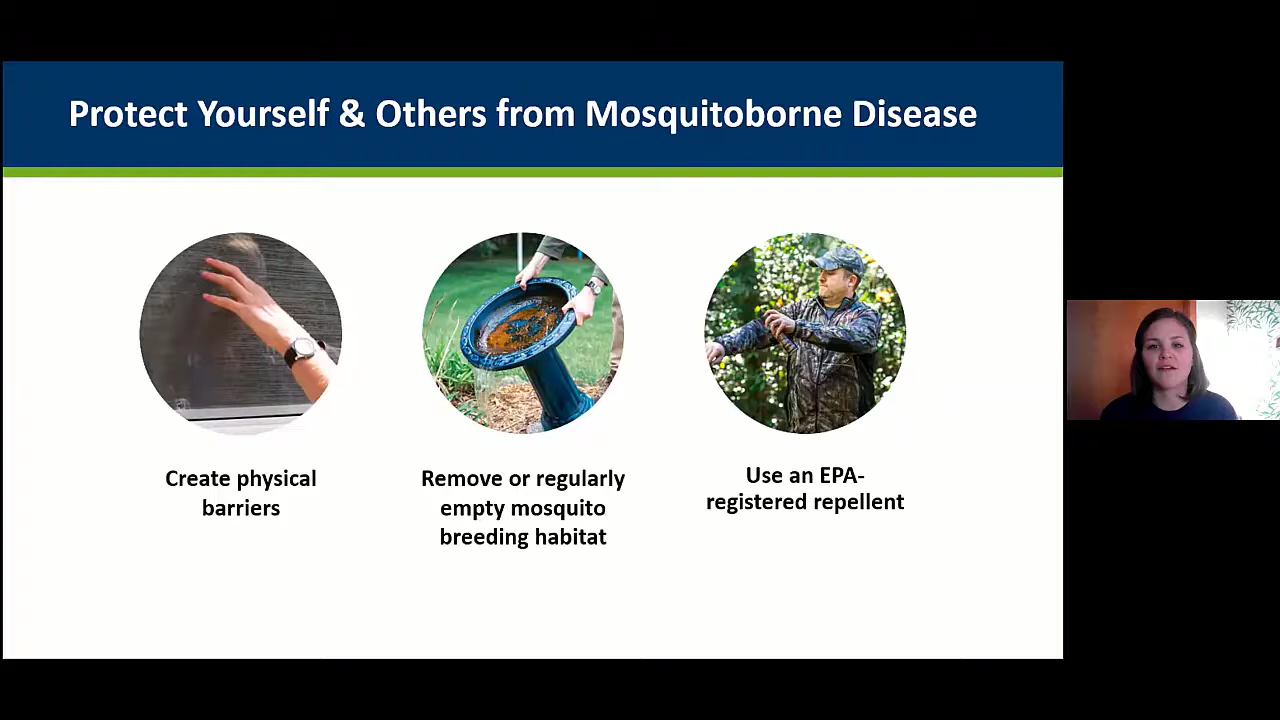 Protect Yourself & Others from Mosquitoborne Disease
Create physical
barriers
Remove or regularly
empty mosquito
breeding habitat
Use an EPA-
registered repellent